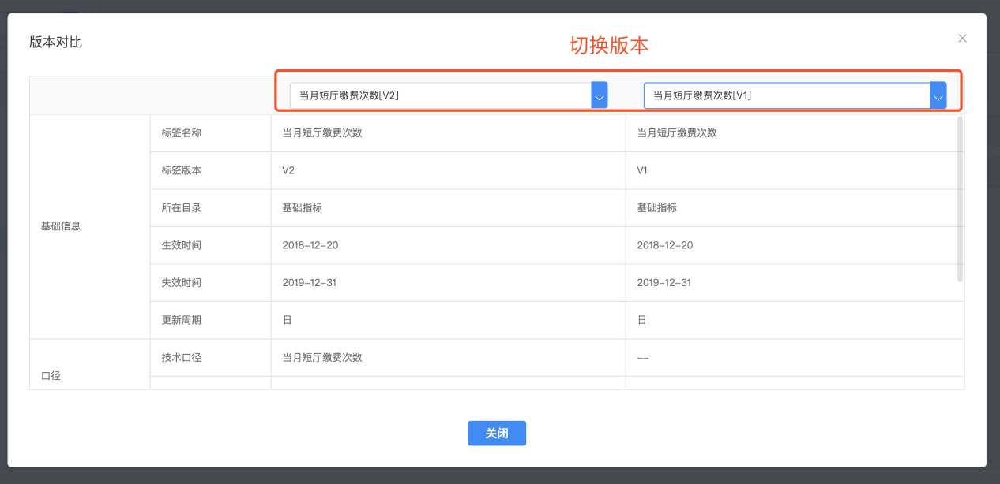 版本对比
切换版本
当月短厅缴费次数[V2] 当月短厅缴费次数[V1]
标签名称 当月短厅缴费次数 当月短厅缴费次数
标签版本 V2 V1
所在目录 基础指标 基础指标
基础信息
生效时间 2018-12-20 2018-12-20
失效时间 2019-12-31 2019-12-31
更新周期 日 日
技术口径 当月短厅缴费次数 --
口径
关闭